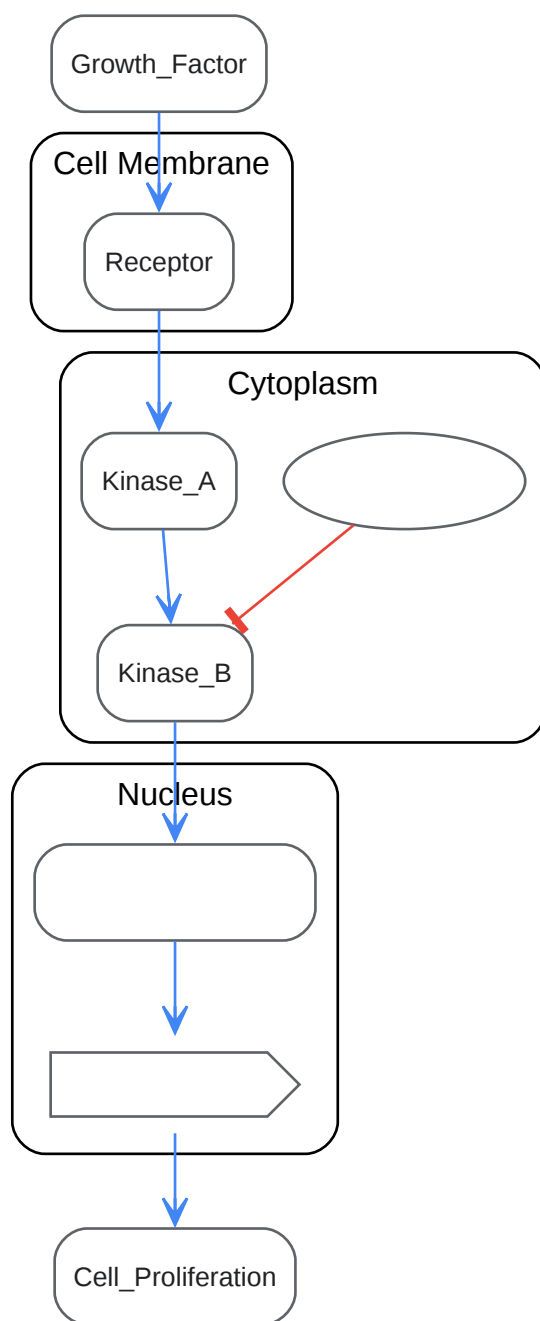 Growth_Factor
Cell Membrane
Receptor
Cytoplasm
Kinase_A
Kinase_B
Nucleus
Cell_Proliferation